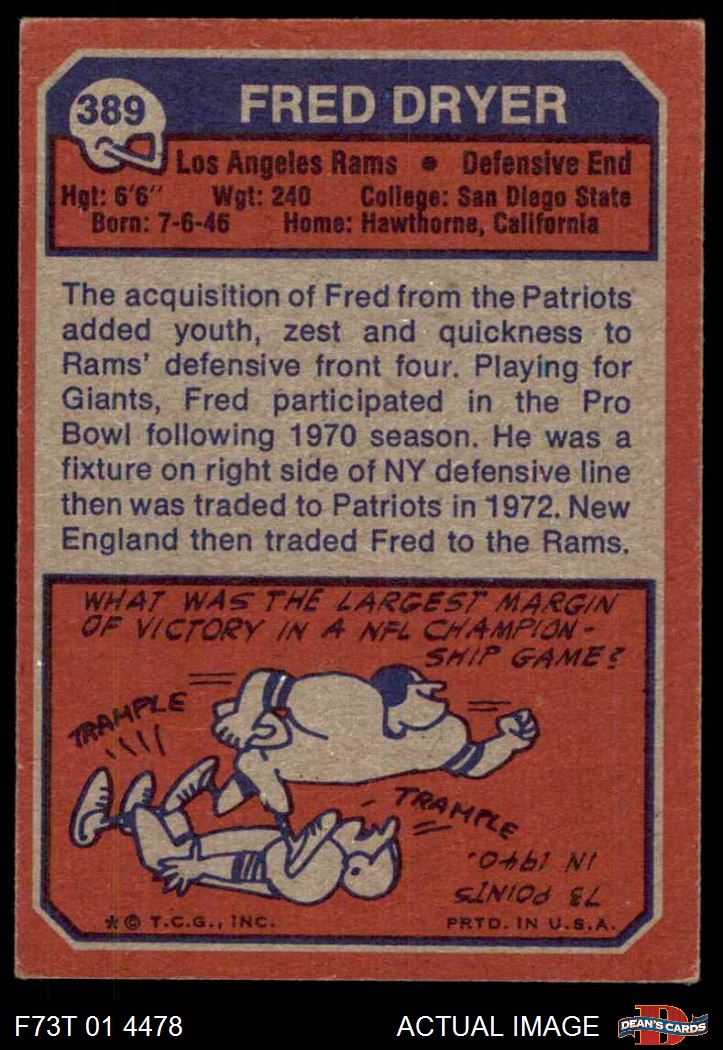 389
FRED DRYER
Los Angeles Rams • Defensive End
Hgt: 6'6" Wgt: 240 College: San Diego State
Born: 7-6-46 Home: Hawthorne, California
The acquisition of Fred from the Patriots
added youth, zest and quickness to
Rams' defensive front four. Playing for
Giants, Fred participated in the Pro
Bowl following 1970 season. He was a
fixture on right side of NY defensive line
then was traded to Patriots in 1972. New
England then traded Fred to the Rams.
WHAT WAS THE LARGEST MARGIN
OF VICTORY IN A NFL CHAMPION-
SHIP GAME?
TRAMPLE
TRAMPLE
73 POINTS
IN 1940.
* © T.C.G., INC.
PRTD. IN U.S.A.
F73T 01 4478
ACTUAL IMAGE
D
DEAN'S CARDS